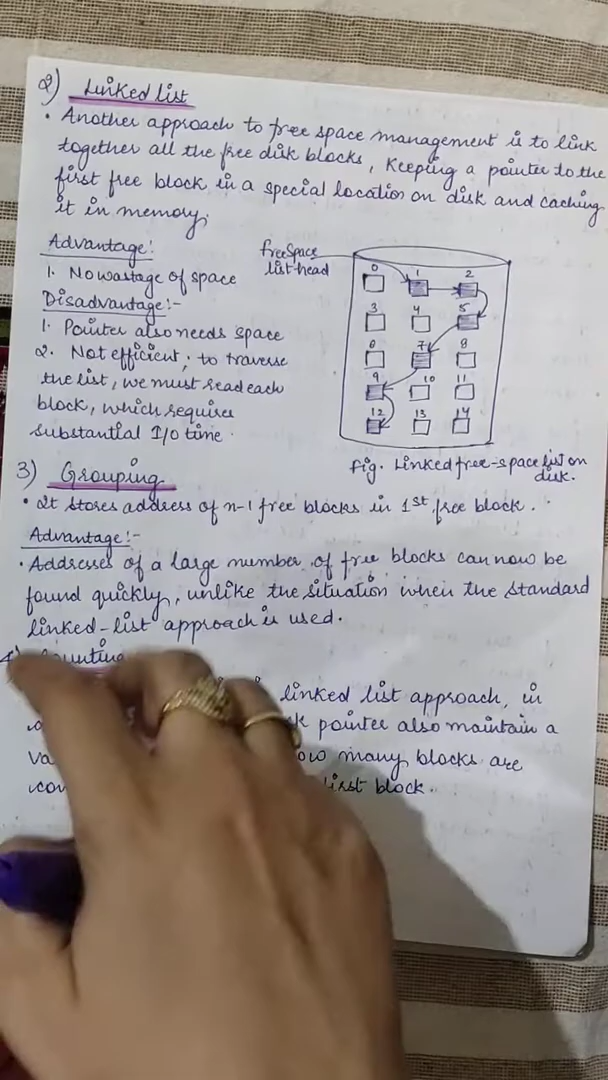 2) Linked list
• Another approach to free space management is to link
together all the free disk blocks, Keeping a pointer to the
first free block in a special location on disk and caching
it in memory.
Advantage:
1. No wastage of space
Disadvantage:-
1. Pointer also needs space
2. Not efficient; to traverse
the list, we must read each
block, which requires
substantial I/O time.
free space
list-head
0 1 2
3 4 5
6 7 8
9 10 11
12 13 14
fig. Linked free-space list on
disk.
3) Grouping
• It stores address of n-1 free blocks in 1st free block.
Advantage:-
• Addresses of a large number of free blocks can now be
found quickly, unlike the situation when the standard
linked-list approach is used.
linked list approach, in
pointer also maintain a
many blocks are
block.